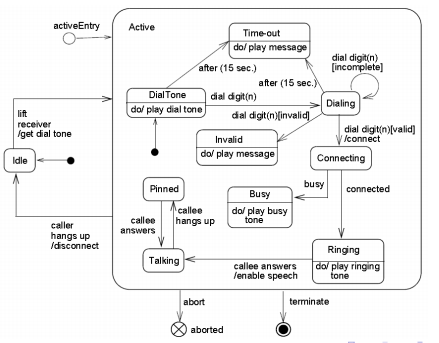 activeEntry
Active
Time-out
do/ play message
after (15 sec.)
after (15 sec.)
dial digit(n)
[incomplete]
DialTone
do/ play dial tone
dial digit(n)
Dialing
lift
receiver
/get dial tone
dial digit(n)[invalid]
dial digit(n)[valid]
/connect
Invalid
do/ play message
Idle
Connecting
Pinned
Busy
do/ play busy
tone
busy
connected
callee
answers
callee
hangs up
caller
hangs up
/disconnect
Talking
callee answers
/enable speech
Ringing
do/ play ringing
tone
abort
terminate
aborted